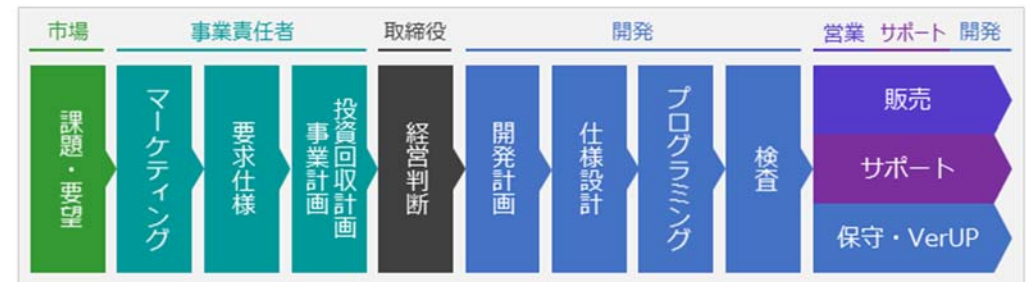 市場
事業責任者
取締役
開発
営業
サポート
開発
課題・要望
マーケティング
要求仕様
投資回収計画
事業計画
経営判断
開発計画
仕様設計
プログラミング
検査
販売
サポート
保守・VerUP